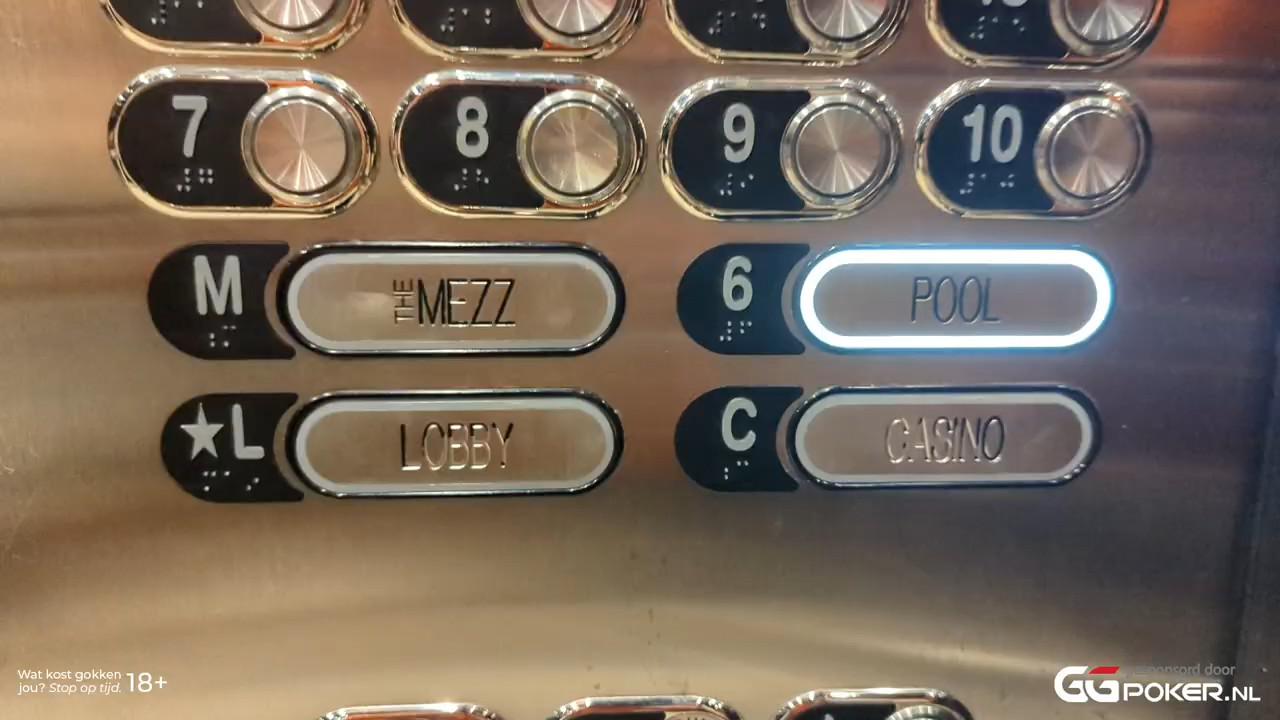 7 8 9 10
M THE MEZZ 6 POOL
★L LOBBY C CASINO
Wat kost gokken
jou? Stop op tijd. 18+
gesponsord door
GGPOKER.NL